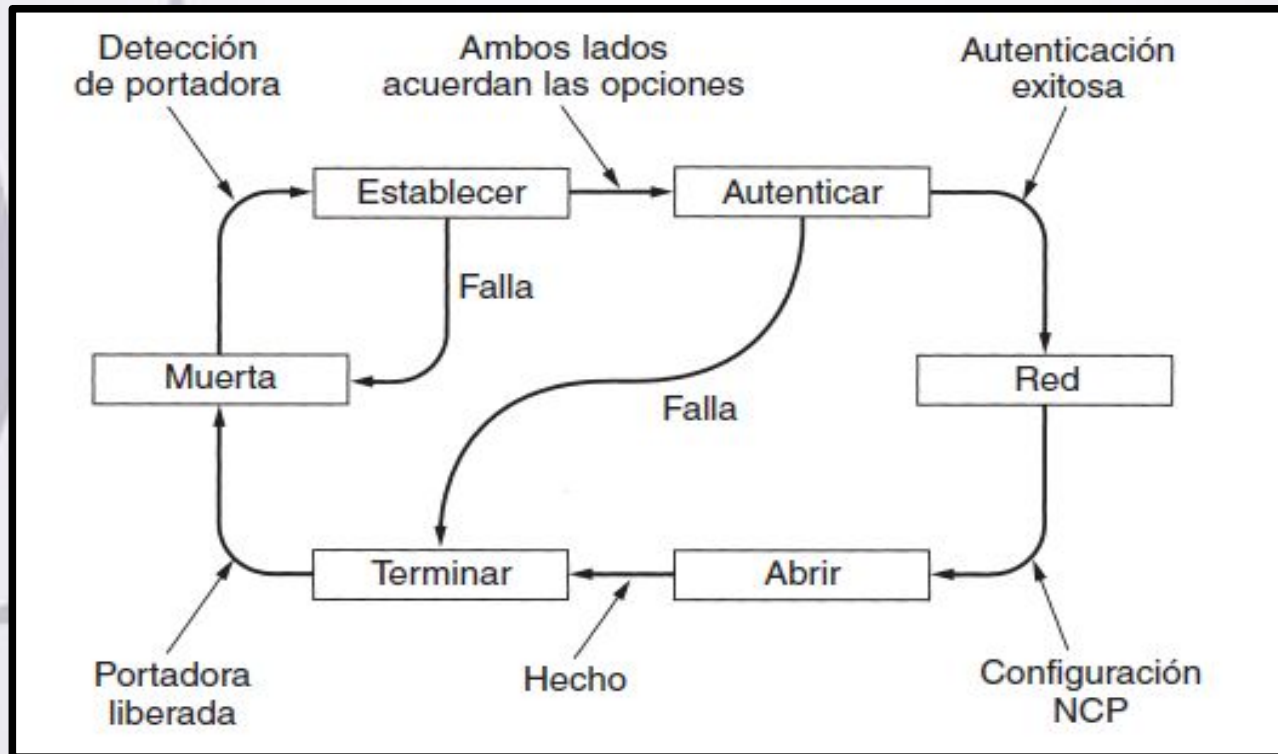 Detección
de portadora
Ambos lados
acuerdan las opciones
Autenticación
exitosa
Establecer
Autenticar
Falla
Muerta
Falla
Red
Terminar
Abrir
Portadora
liberada
Hecho
Configuración
NCP